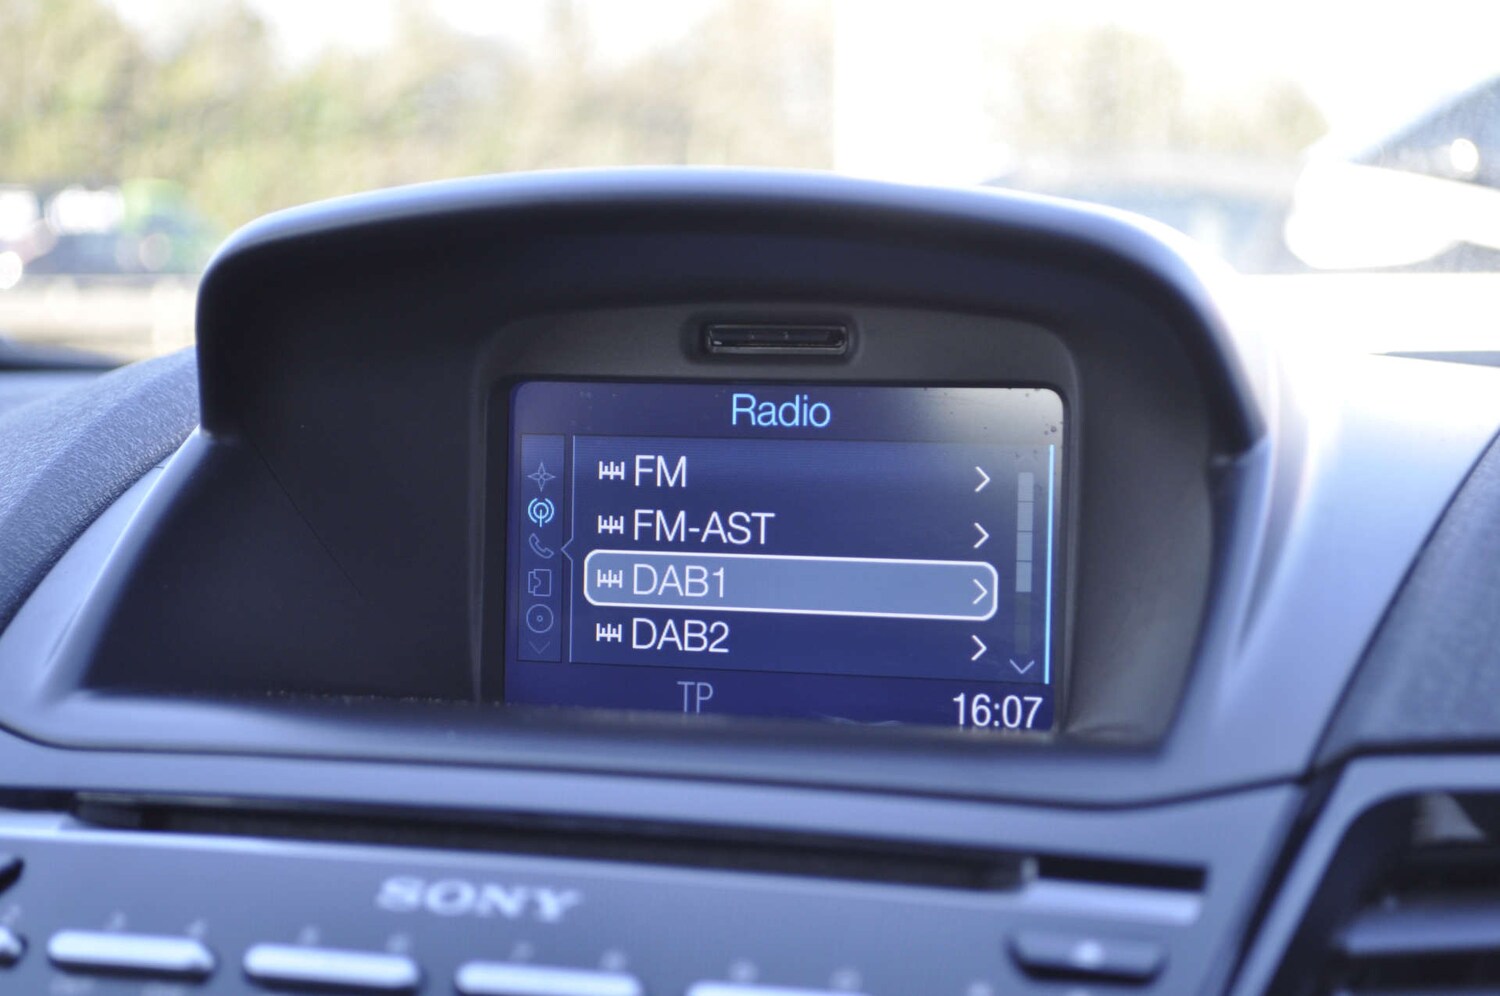 Radio
FM
FM-AST
DAB1
DAB2
TP
16:07
SONY